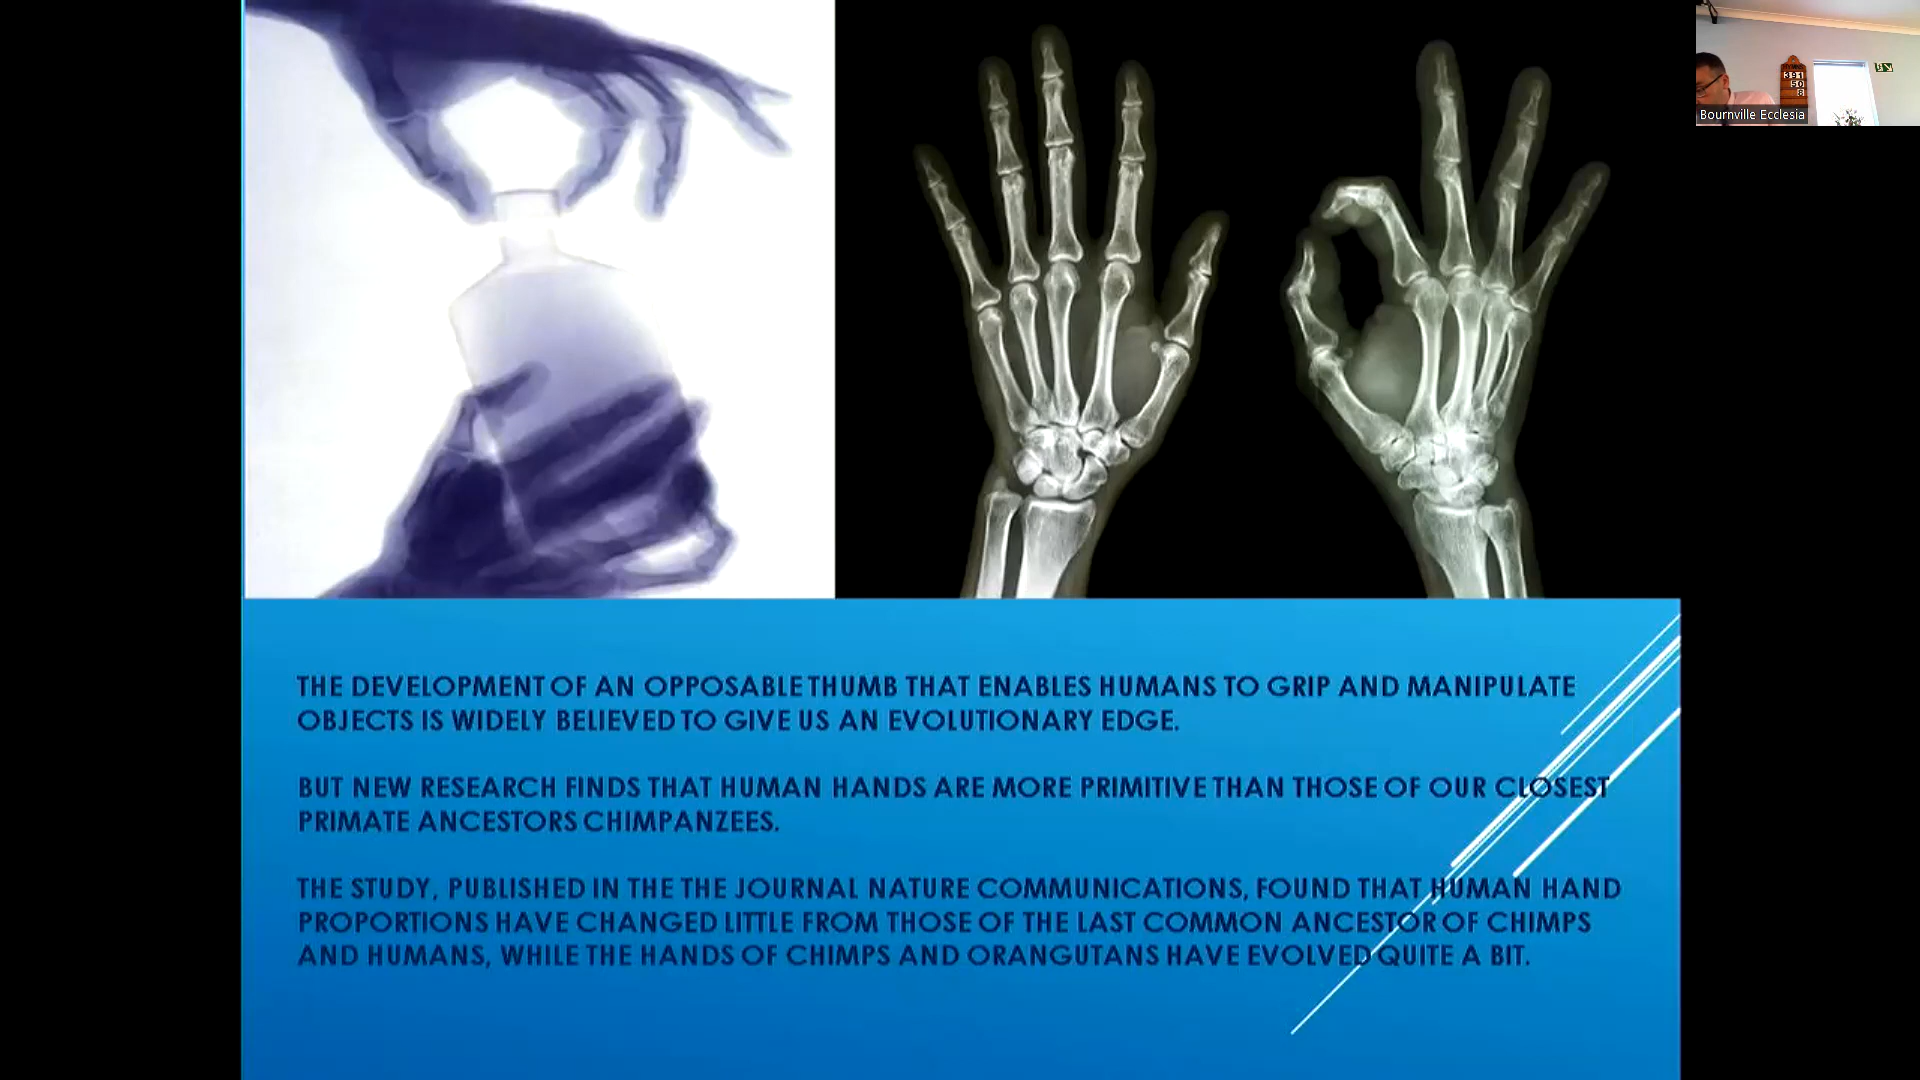 THE DEVELOPMENT OF AN OPPOSABLE THUMB THAT ENABLES HUMANS TO GRIP AND MANIPULATE
OBJECTS IS WIDELY BELIEVED TO GIVE US AN EVOLUTIONARY EDGE.
BUT NEW RESEARCH FINDS THAT HUMAN HANDS ARE MORE PRIMITIVE THAN THOSE OF OUR CLOSEST
PRIMATE ANCESTORS CHIMPANZEES.
THE STUDY, PUBLISHED IN THE THE JOURNAL NATURE COMMUNICATIONS, FOUND THAT HUMAN HAND
PROPORTIONS HAVE CHANGED LITTLE FROM THOSE OF THE LAST COMMON ANCESTOR OF CHIMPS
AND HUMANS, WHILE THE HANDS OF CHIMPS AND ORANGUTANS HAVE EVOLVED QUITE A BIT.
391
50
6
Bournville Ecclesia